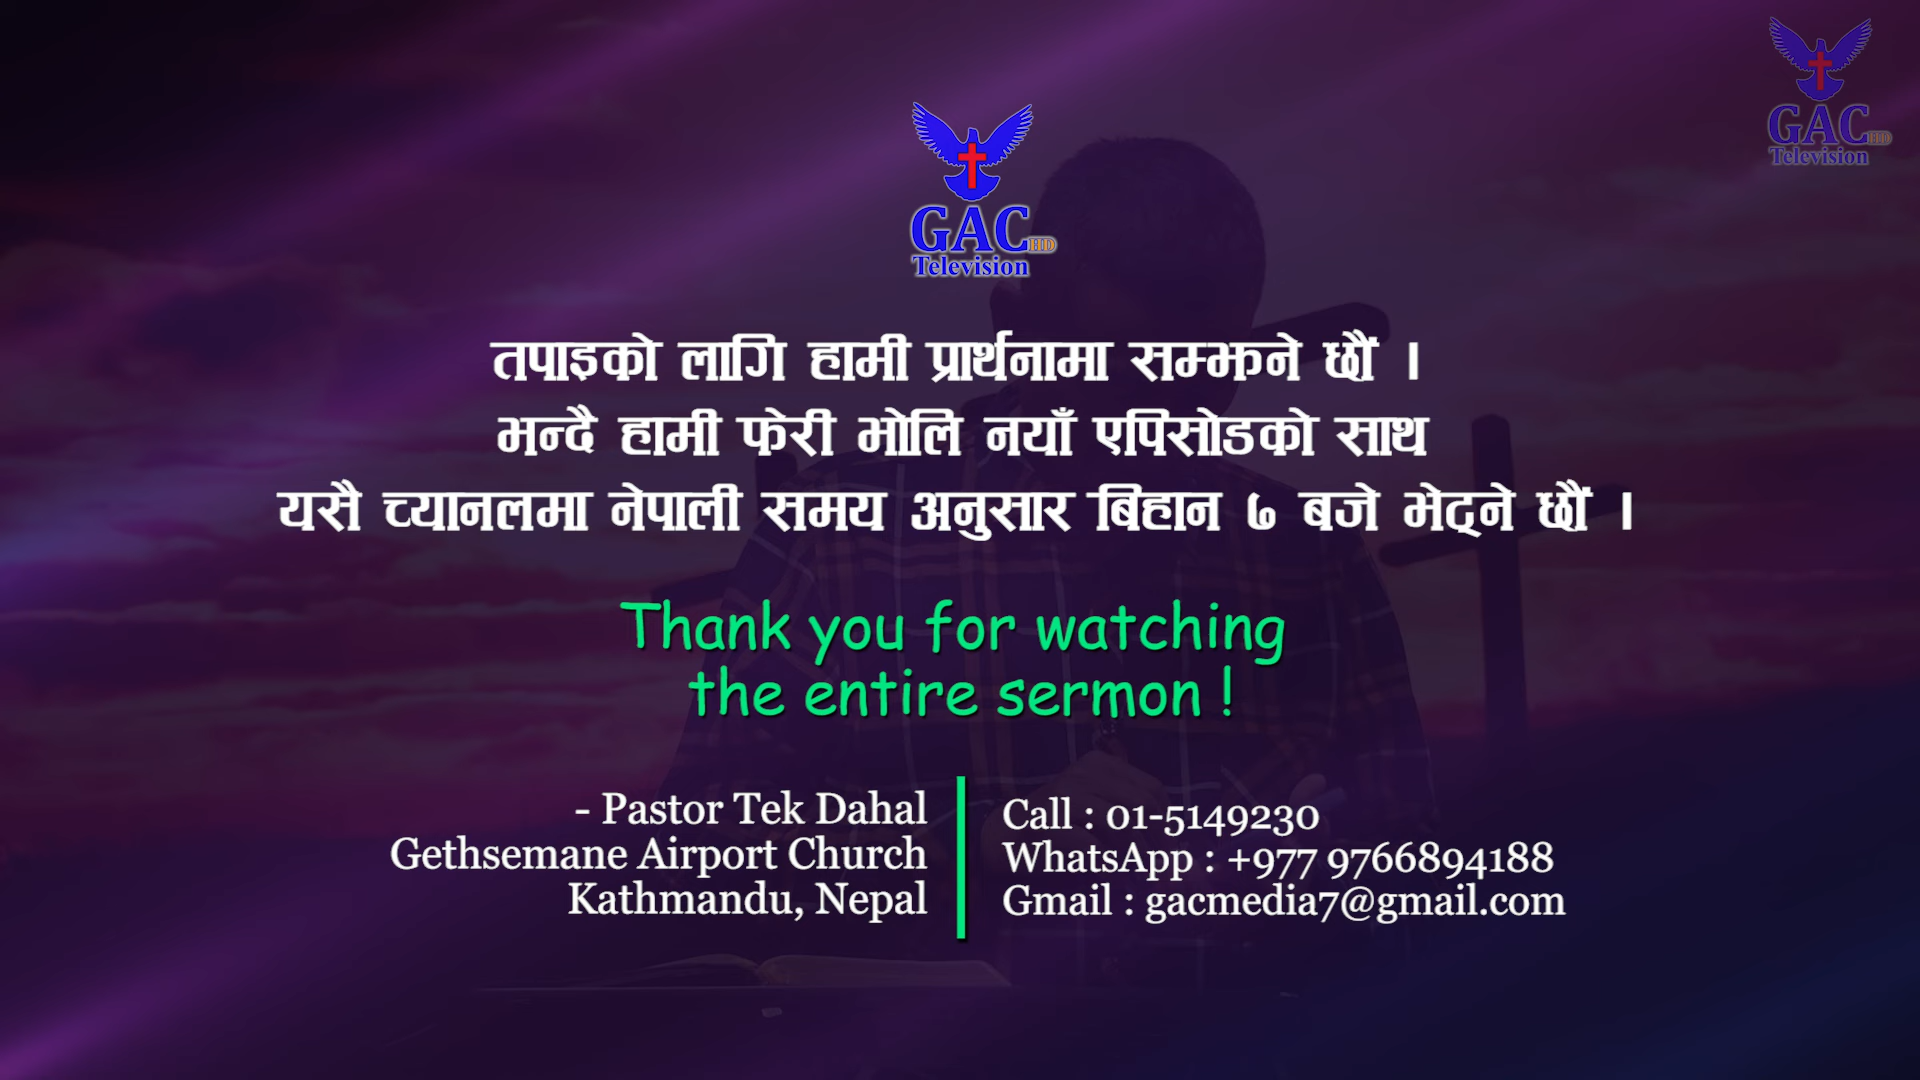 GAC HD
Television
GAC HD
Television
तपाइको लागि हामी प्रार्थनामा सम्झने छौं ।
भन्दै हामी फेरी भोलि नयाँ एपिसोडको साथ
यसै च्यानलमा नेपाली समय अनुसार बिहान ७ बजे भेट्ने छौं ।
Thank you for watching
the entire sermon !
- Pastor Tek Dahal
Gethsemane Airport Church
Kathmandu, Nepal
Call : 01-5149230
WhatsApp : +977 9766894188
Gmail : gacmedia7@gmail.com